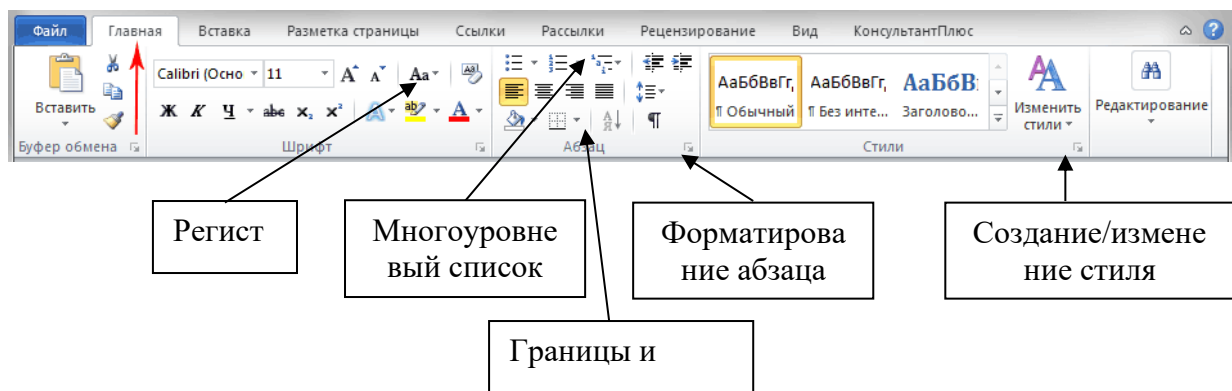 Файл Главная Вставка Разметка страницы Ссылки Рассылки Рецензирование Вид КонсультантПлюс
Calibri (Осно 11 Aa
АаБбВвГг, АаБбВвГг, АаБбВ
Вставить
Ж К Ч abc x₂ x² A
¶ Обычный ¶ Без инте... Заголово...
Изменить стили
Редактирование
Буфер обмена Шрифт Абзац Стили
Регист
Многоуровне
вый список
Форматирова
ние абзаца
Создание/измене
ние стиля
Границы и